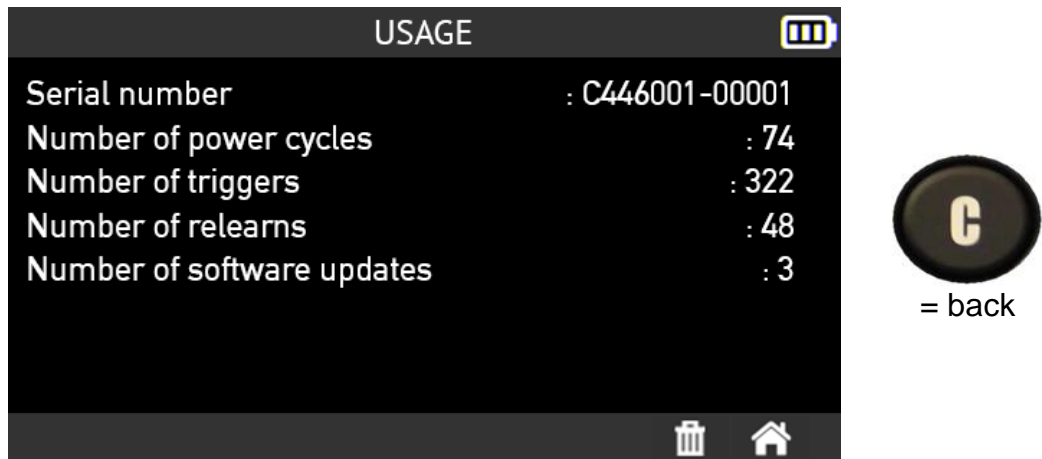 USAGE
Serial number : C446001-00001
Number of power cycles : 74
Number of triggers : 322
Number of relearns : 48
Number of software updates : 3
C
= back